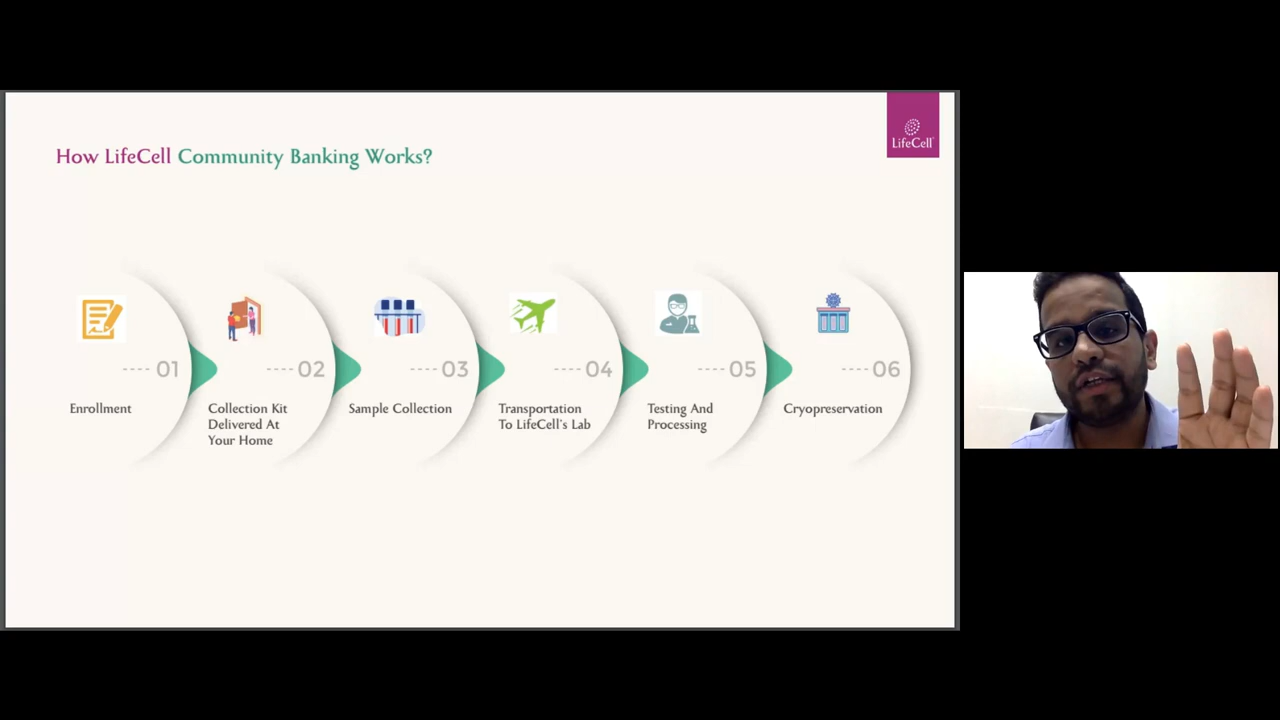 LifeCell
How LifeCell Community Banking Works?
01
02
03
04
05
06
Enrollment
Collection Kit
Delivered At
Your Home
Sample Collection
Transportation
To LifeCell's Lab
Testing And
Processing
Cryopreservation